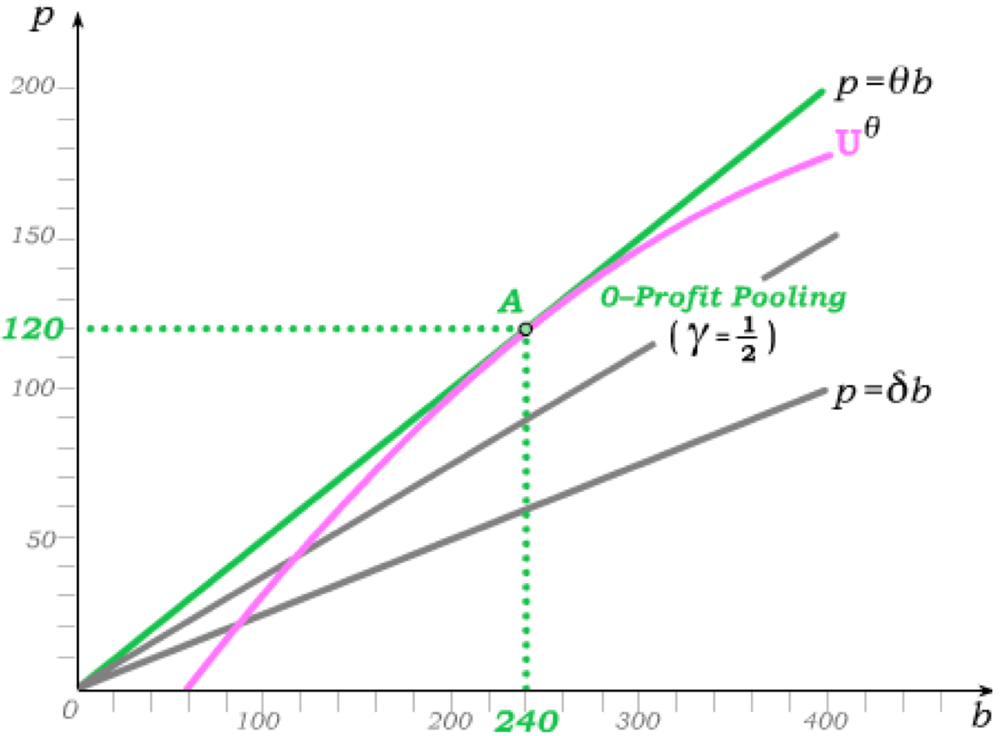 p
200
p=θb
U^θ
150
A
0–Profit Pooling
(γ=1/2)
120
100
p=δb
50
0
100
200
240
300
400
b